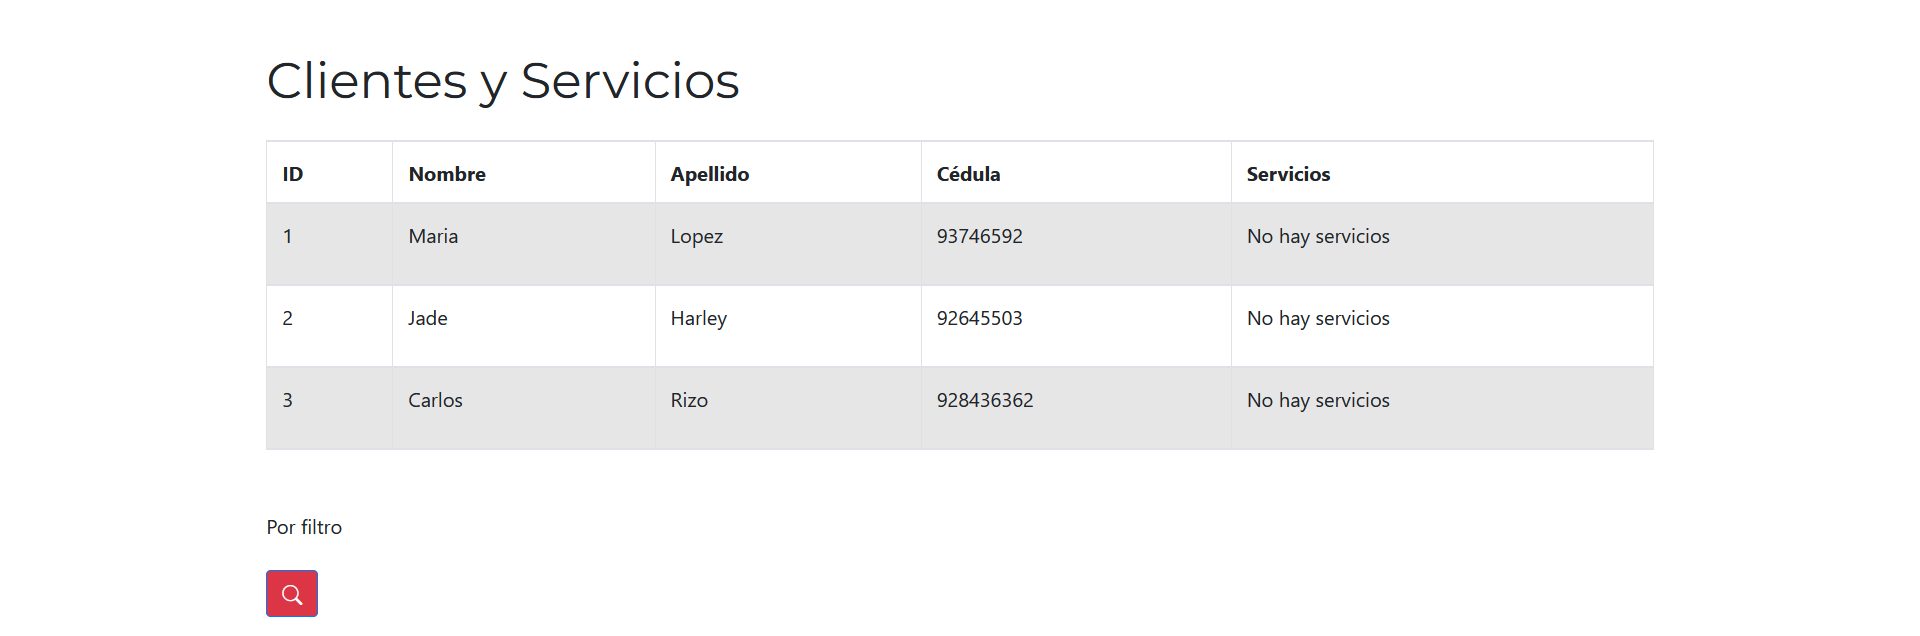 Clientes y Servicios
ID Nombre Apellido Cédula Servicios
1 Maria Lopez 93746592 No hay servicios
2 Jade Harley 92645503 No hay servicios
3 Carlos Rizo 928436362 No hay servicios
Por filtro